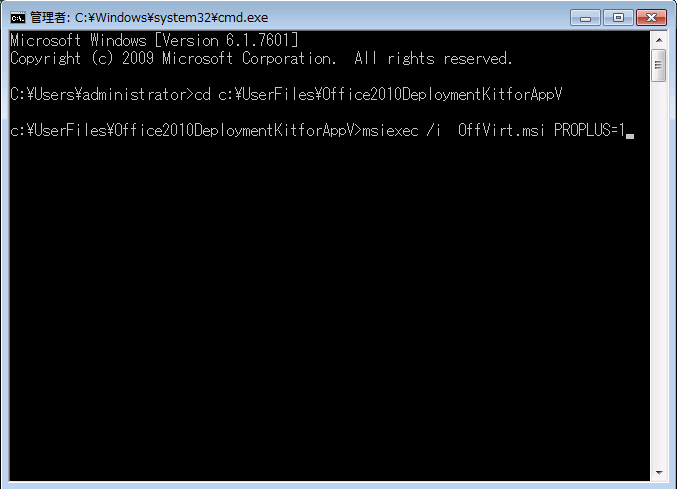 管理者: C:¥Windows¥system32¥cmd.exe
Microsoft Windows [Version 6.1.7601]
Copyright (c) 2009 Microsoft Corporation.  All rights reserved.
C:¥Users¥administrator>cd c:¥UserFiles¥Office2010DeploymentKitforAppV
c:¥UserFiles¥Office2010DeploymentKitforAppV>msiexec /i  OffVirt.msi PROPLUS=1